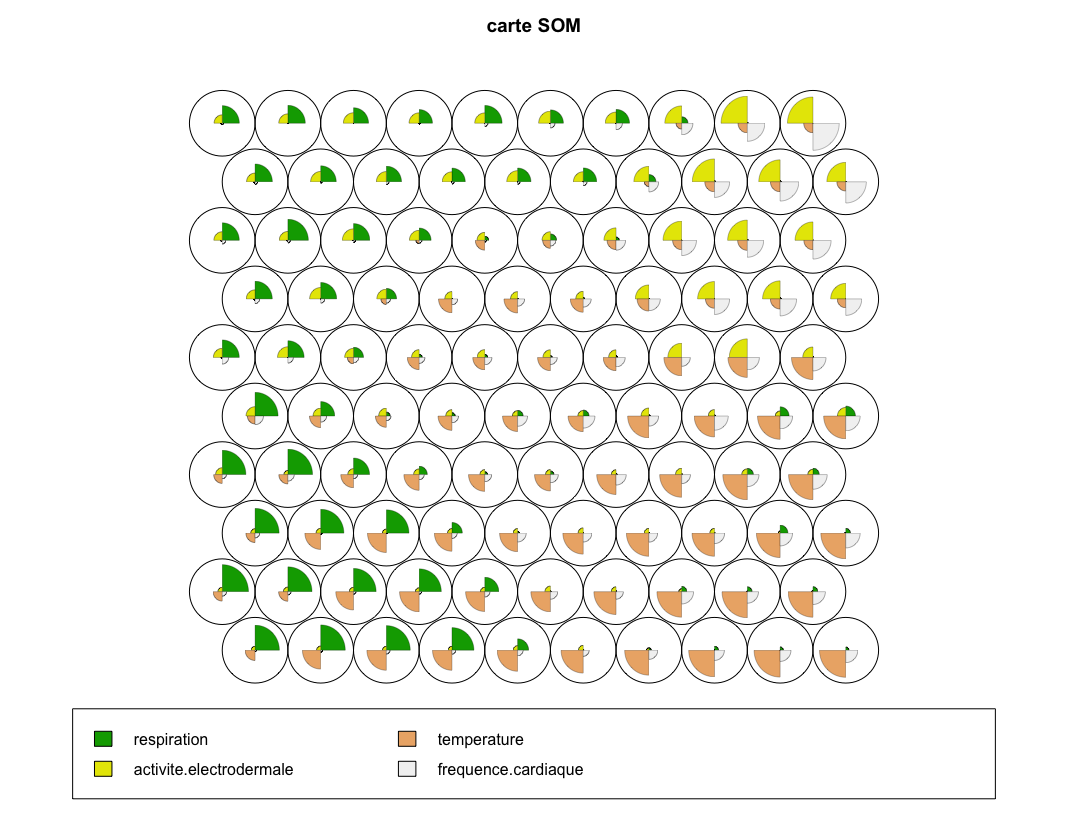 carte SOM
respiration
temperature
activite.electrodermale
frequence.cardiaque